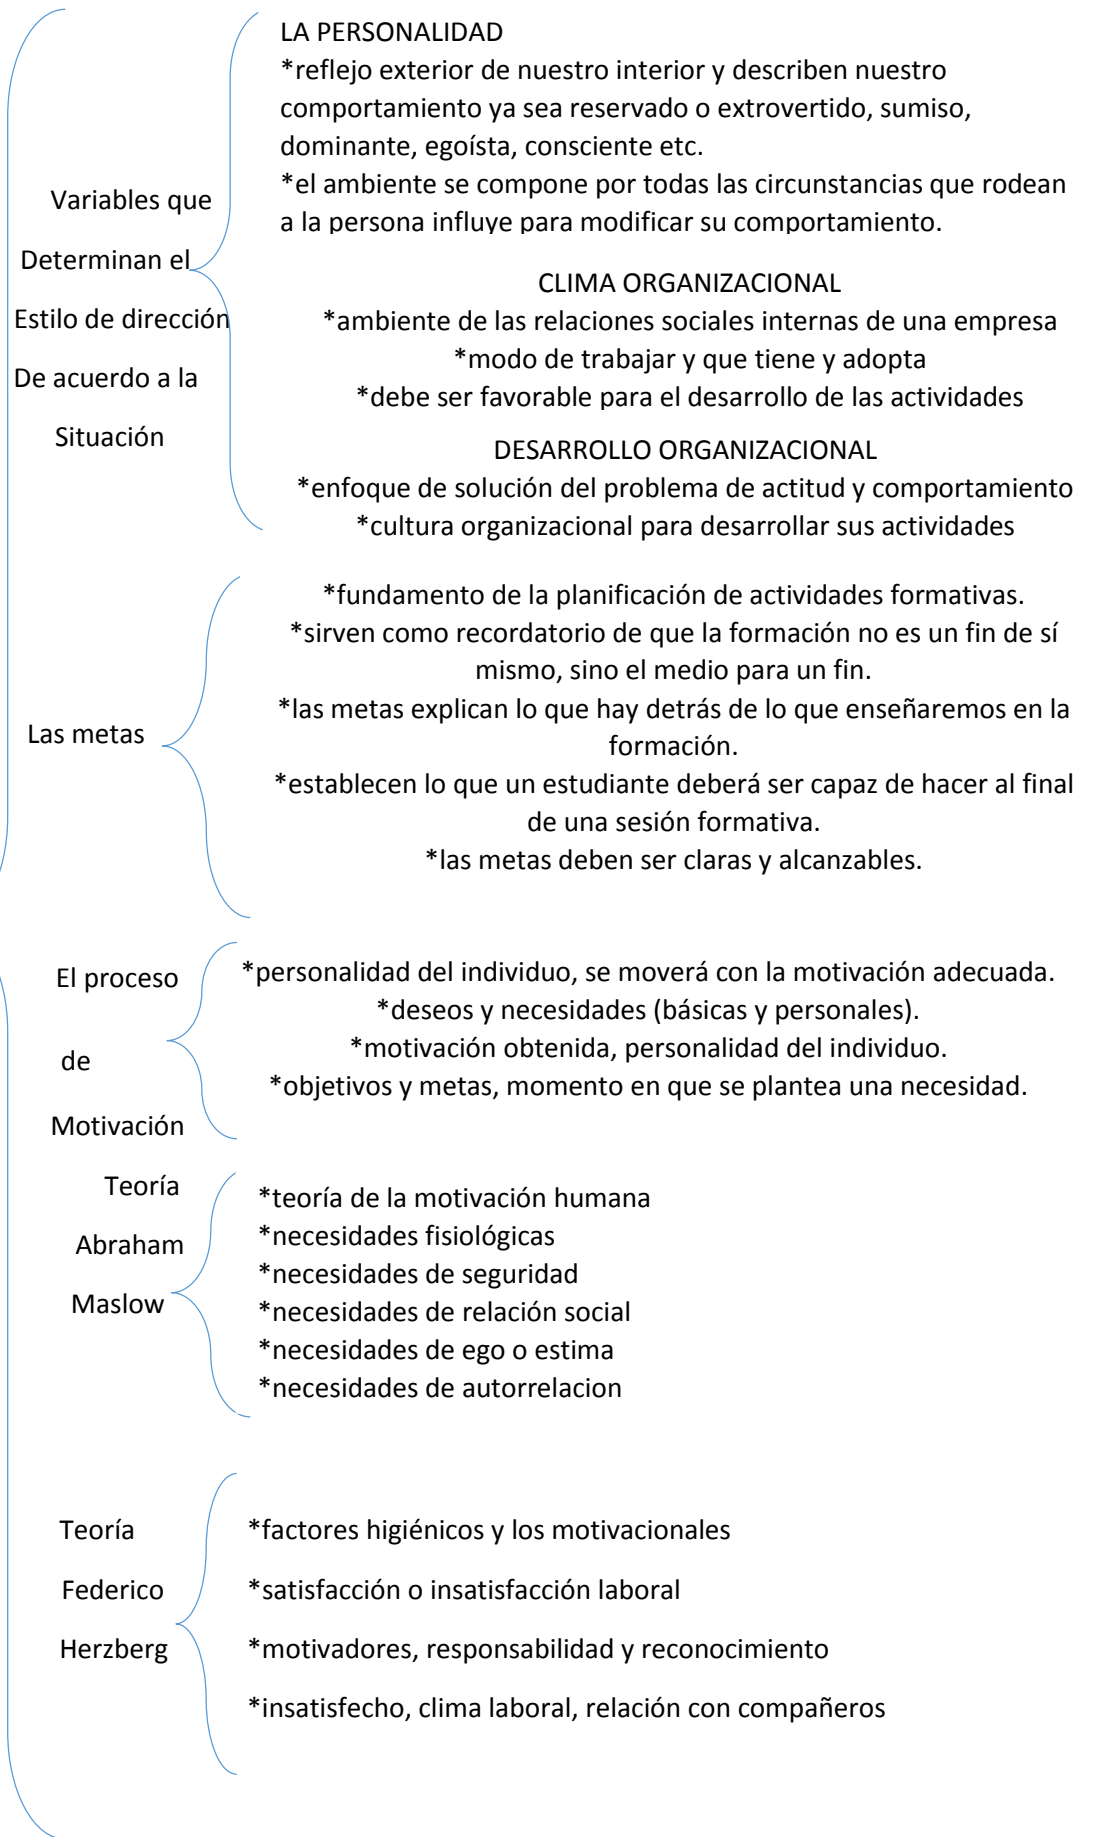 LA PERSONALIDAD
*reflejo exterior de nuestro interior y describen nuestro
comportamiento ya sea reservado o extrovertido, sumiso,
dominante, egoísta, consciente etc.
*el ambiente se compone por todas las circunstancias que rodean
a la persona influye para modificar su comportamiento.
Variables que
Determinan el
Estilo de dirección
De acuerdo a la
Situación
CLIMA ORGANIZACIONAL
*ambiente de las relaciones sociales internas de una empresa
*modo de trabajar y que tiene y adopta
*debe ser favorable para el desarrollo de las actividades
DESARROLLO ORGANIZACIONAL
*enfoque de solución del problema de actitud y comportamiento
*cultura organizacional para desarrollar sus actividades
Las metas
*fundamento de la planificación de actividades formativas.
*sirven como recordatorio de que la formación no es un fin de sí
mismo, sino el medio para un fin.
*las metas explican lo que hay detrás de lo que enseñaremos en la
formación.
*establecen lo que un estudiante deberá ser capaz de hacer al final
de una sesión formativa.
*las metas deben ser claras y alcanzables.
El proceso
de
Motivación
*personalidad del individuo, se moverá con la motivación adecuada.
*deseos y necesidades (básicas y personales).
*motivación obtenida, personalidad del individuo.
*objetivos y metas, momento en que se plantea una necesidad.
Teoría
Abraham
Maslow
*teoría de la motivación humana
*necesidades fisiológicas
*necesidades de seguridad
*necesidades de relación social
*necesidades de ego o estima
*necesidades de autorrelacion
Teoría
Federico
Herzberg
*factores higiénicos y los motivacionales
*satisfacción o insatisfacción laboral
*motivadores, responsabilidad y reconocimiento
*insatisfecho, clima laboral, relación con compañeros